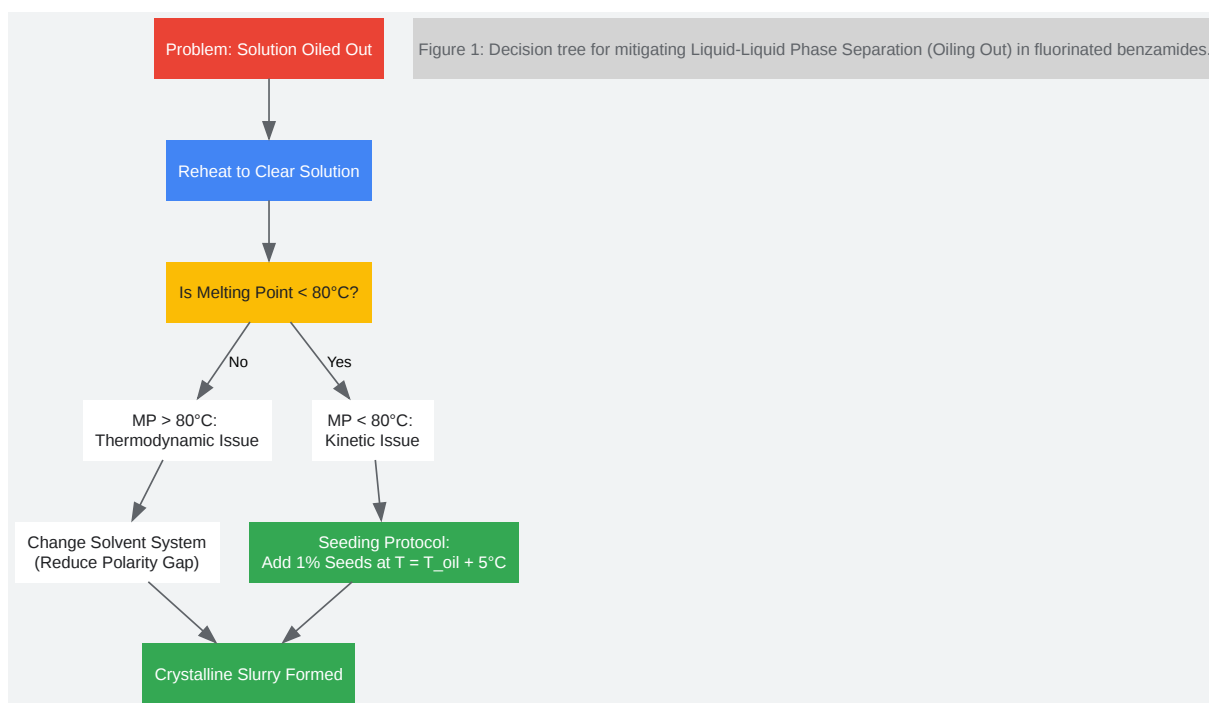 Problem: Solution Oiled Out
Figure 1: Decision tree for mitigating Liquid-Liquid Phase Separation (Oiling Out) in fluorinated benzamides.
Reheat to Clear Solution
Is Melting Point < 80°C?
No
Yes
MP > 80°C:
Thermodynamic Issue
MP < 80°C:
Kinetic Issue
Change Solvent System
(Reduce Polarity Gap)
Seeding Protocol:
Add 1% Seeds at T = T_oil + 5°C
Crystalline Slurry Formed